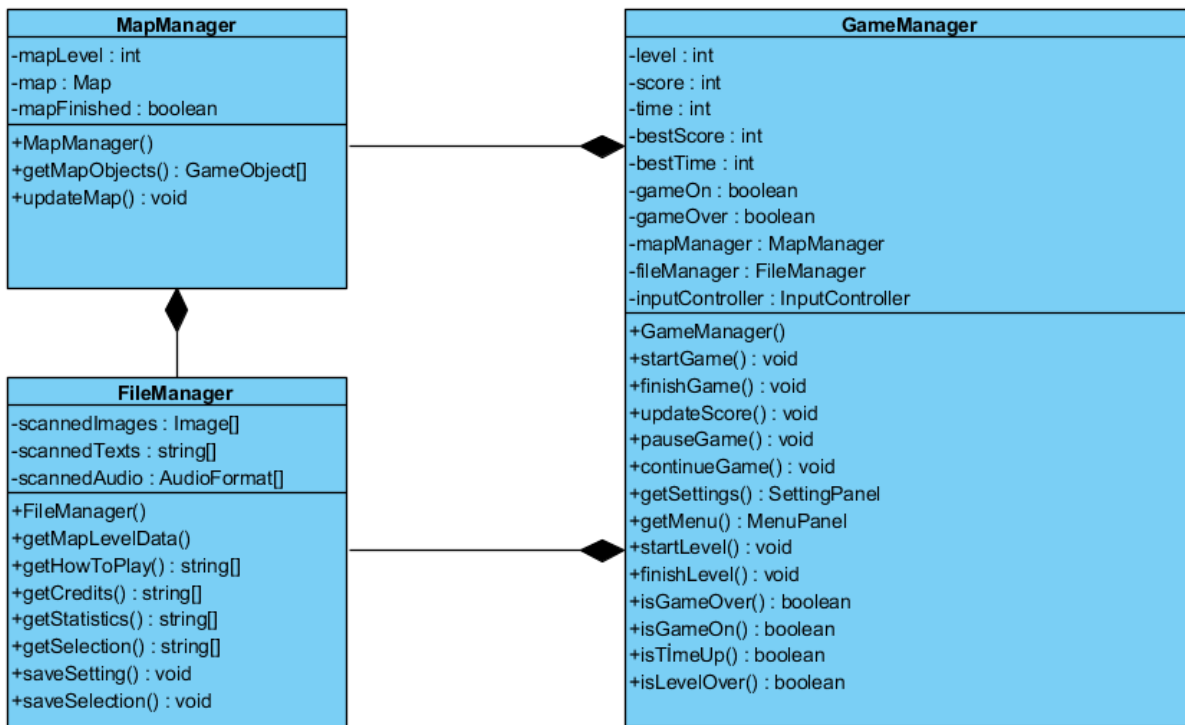 MapManager
-mapLevel : int
-map : Map
-mapFinished : boolean
+MapManager()
+getMapObjects() : GameObject[]
+updateMap() : void
FileManager
-scannedImages : Image[]
-scannedTexts : string[]
-scannedAudio : AudioFormat[]
+FileManager()
+getMapLevelData()
+getHowToPlay() : string[]
+getCredits() : string[]
+getStatistics() : string[]
+getSelection() : string[]
+saveSetting() : void
+saveSelection() : void
GameManager
-level : int
-score : int
-time : int
-bestScore : int
-bestTime : int
-gameOn : boolean
-gameOver : boolean
-mapManager : MapManager
-fileManager : FileManager
-inputController : InputController
+GameManager()
+startGame() : void
+finishGame() : void
+updateScore() : void
+pauseGame() : void
+continueGame() : void
+getSettings() : SettingPanel
+getMenu() : MenuPanel
+startLevel() : void
+finishLevel() : void
+isGameOver() : boolean
+isGameOn() : boolean
+isTİmeUp() : boolean
+isLevelOver() : boolean